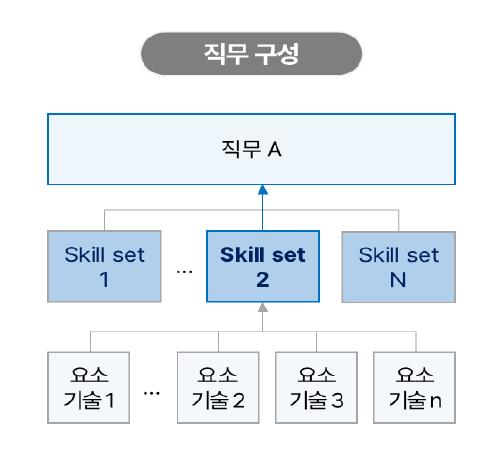 직무 구성
직무 A
Skill set
1
...
Skill set
2
Skill set
N
요소
기술 1
...
요소
기술 2
요소
기술 3
요소
기술 n